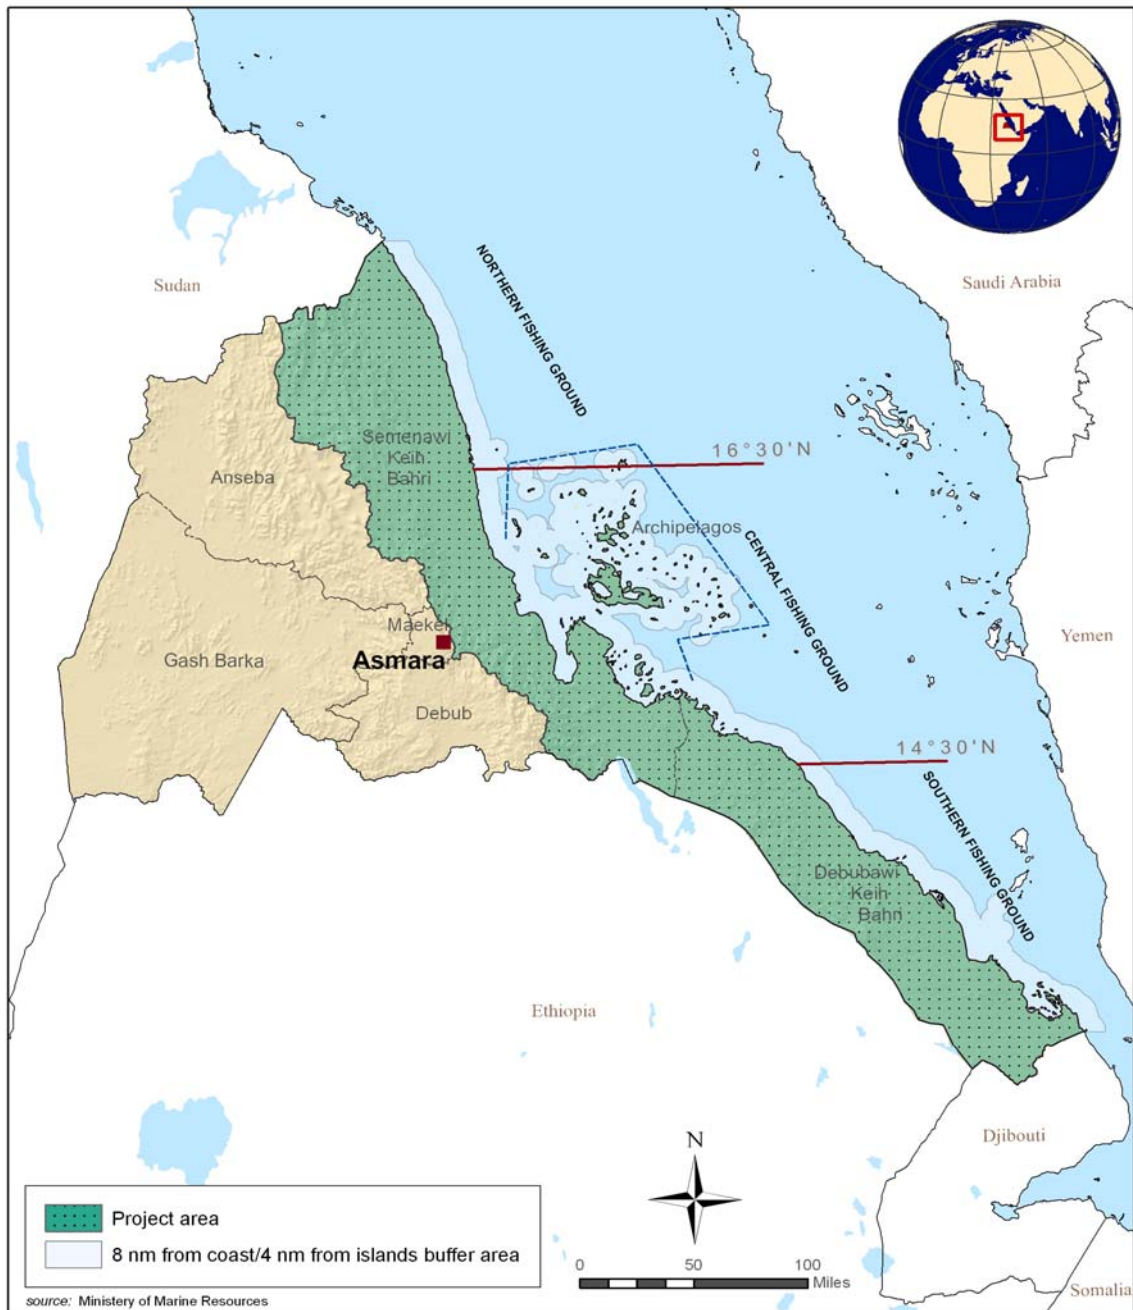 Sudan
Saudi Arabia
NORTHERN FISHING GROUND
16°30'N
Semenawi
Keih
Bahri
Anseba
Archipelagos
CENTRAL FISHING GROUND
Maekel
Asmara
Gash Barka
Debub
Yemen
14°30'N
SOUTHERN FISHING GROUND
Debubawi
Keih
Bahri
Ethiopia
Djibouti
N
Somalia
Project area
8 nm from coast/4 nm from islands buffer area
0 50 100
Miles
source: Ministery of Marine Resources